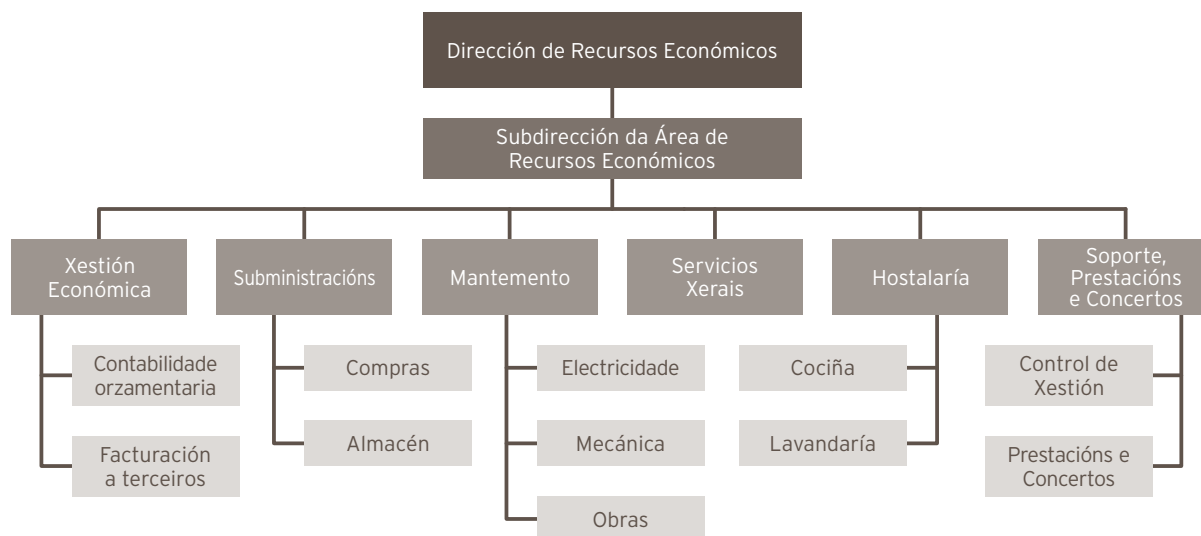 Dirección de Recursos Económicos
Subdirección da Área de
Recursos Económicos
Xestión
Económica
Subministracións
Mantemento
Servicios
Xerais
Hostalaría
Soporte,
Prestacións
e Concertos
Contabilidade
orzamentaria
Facturación
a terceiros
Compras
Almacén
Electricidade
Mecánica
Obras
Cociña
Lavandaría
Control de
Xestión
Prestacións e
Concertos